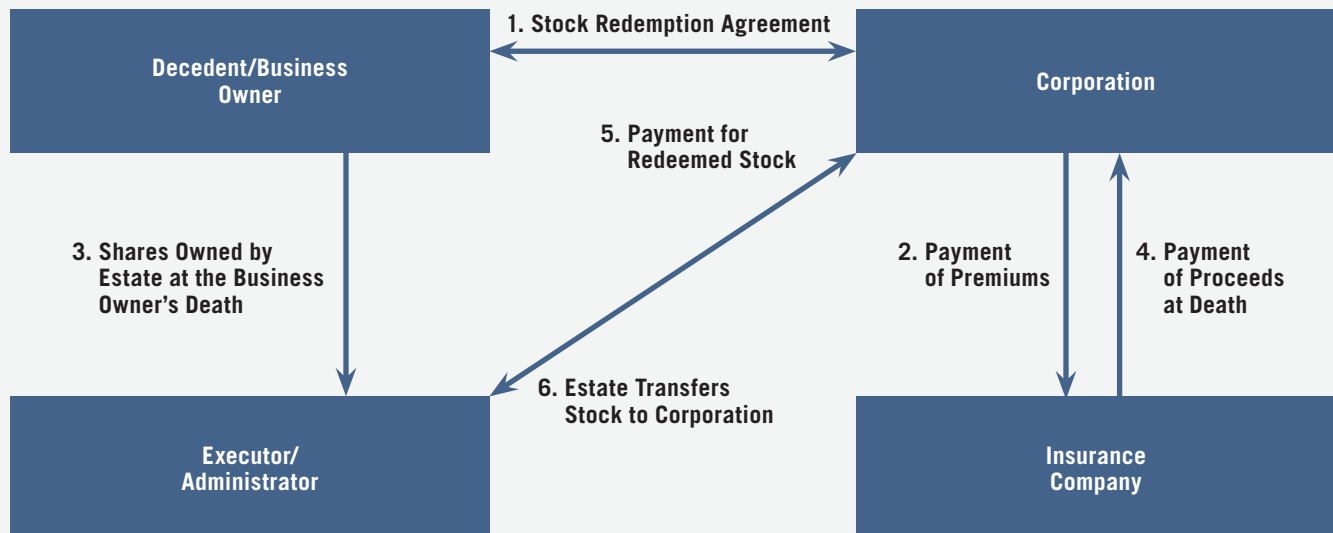 1. Stock Redemption Agreement
Decedent/Business
Owner
Corporation
5. Payment for
Redeemed Stock
3. Shares Owned by
Estate at the Business
Owner’s Death
2. Payment
of Premiums
4. Payment
of Proceeds
at Death
6. Estate Transfers
Stock to Corporation
Executor/
Administrator
Insurance
Company